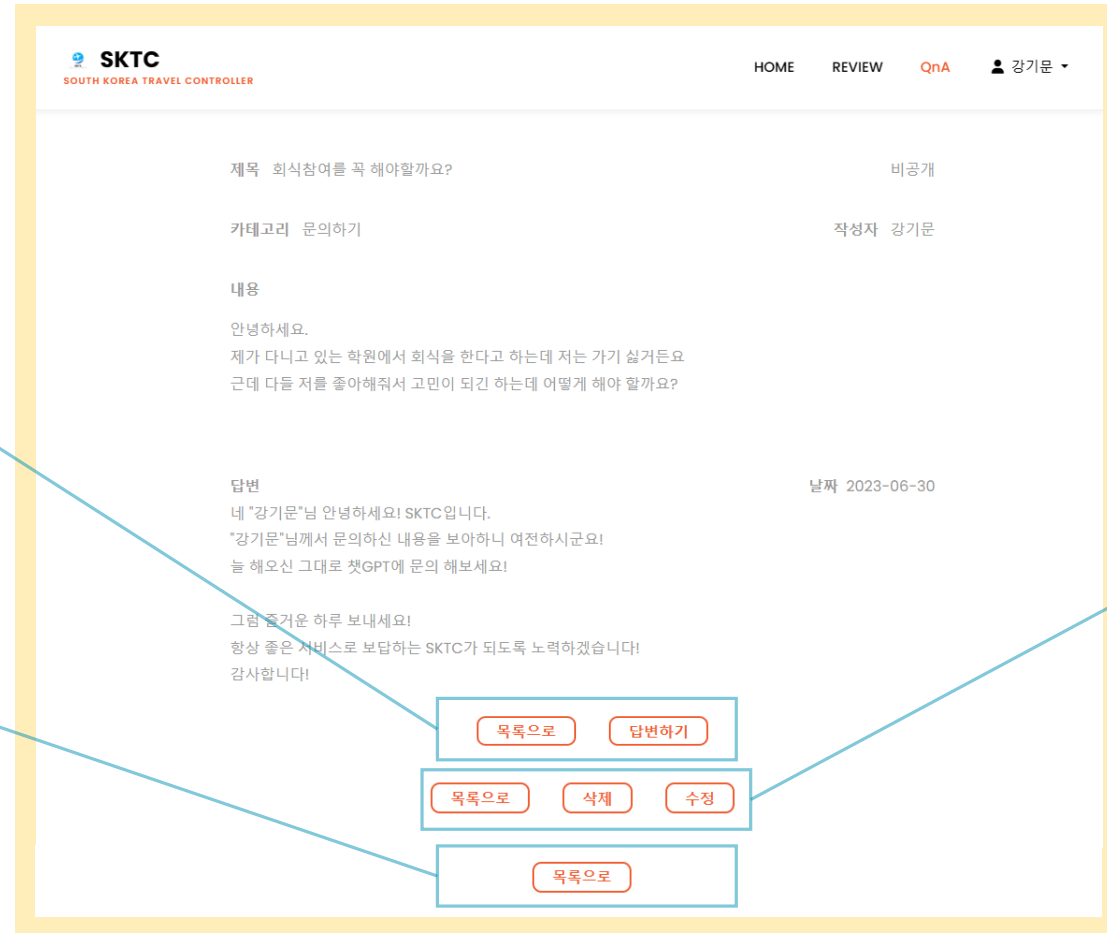 SKTC
SOUTH KOREA TRAVEL CONTROLLER
HOME REVIEW QnA 강기문
제목 회식참여를 꼭 해야할까요? 비공개
카테고리 문의하기 작성자 강기문
내용
안녕하세요.
제가 다니고 있는 학원에서 회식을 한다고 하는데 저는 가기 싫거든요
근데 다들 저를 좋아해줘서 고민이 되긴 하는데 어떻게 해야 할까요?
답변 날짜 2023-06-30
네 "강기문"님 안녕하세요! SKTC입니다.
"강기문"님께서 문의하신 내용을 보아하니 여전하시군요!
늘 해오신 그대로 챗GPT에 문의 해보세요!
그럼 즐거운 하루 보내세요!
항상 좋은 서비스로 보답하는 SKTC가 되도록 노력하겠습니다!
감사합니다!
목록으로 답변하기
목록으로 삭제 수정
목록으로